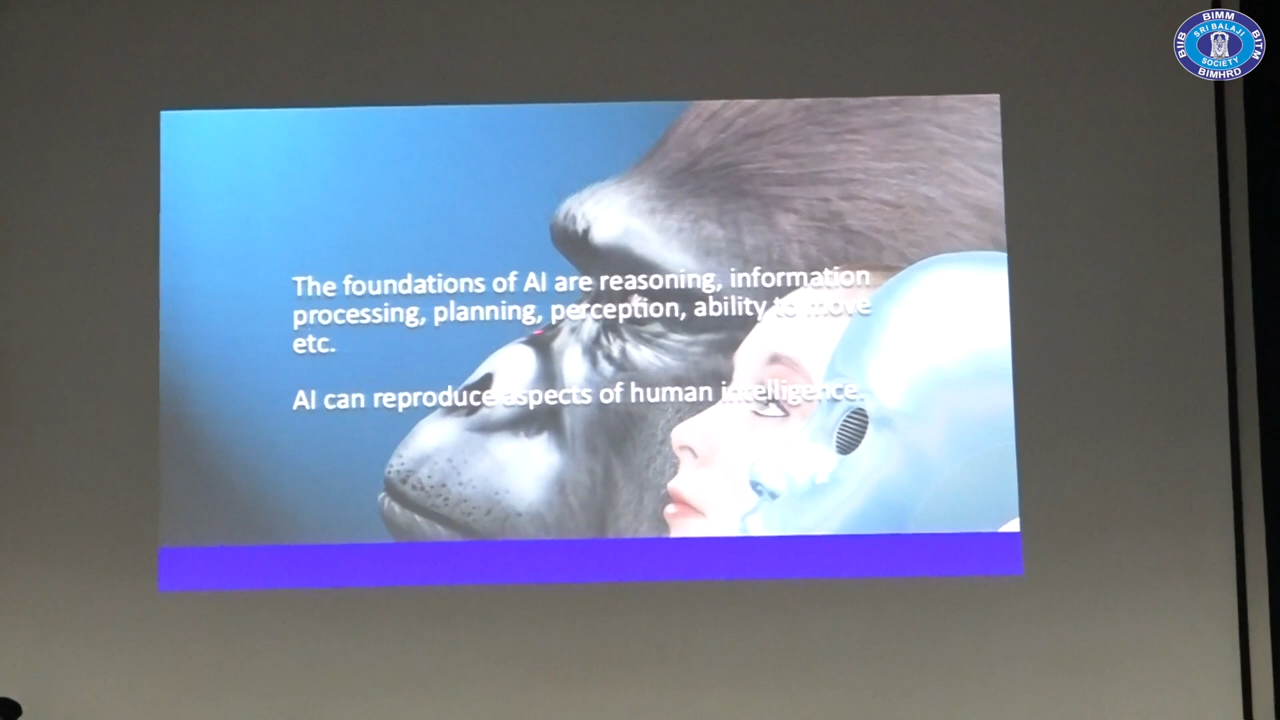 BIMM
BIIB
SRI BALAJI
BITM
SOCIETY
BIMHRD
The foundations of AI are reasoning, information
processing, planning, perception, ability to move
etc.
AI can reproduce aspects of human intelligence.